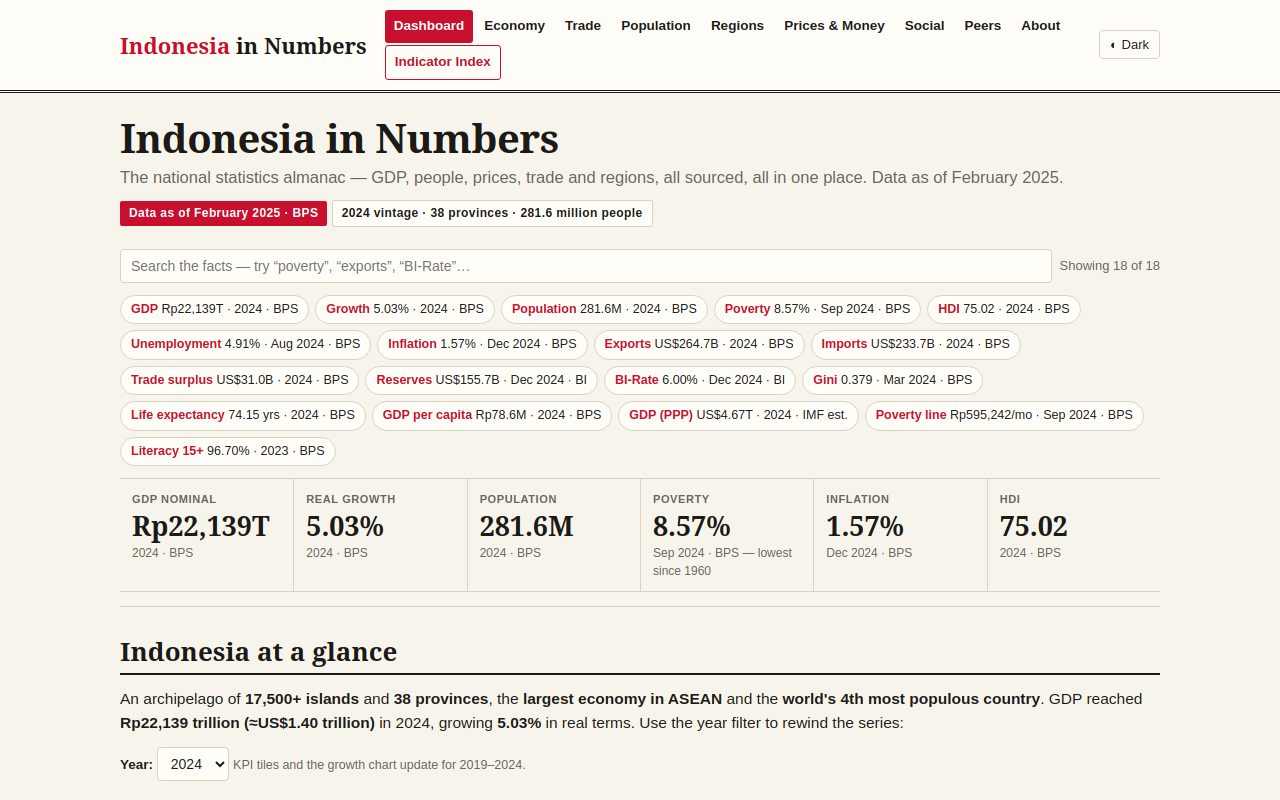 Indonesia in Numbers
Dashboard Economy Trade Population Regions Prices & Money Social Peers About
Indicator Index
Dark
Indonesia in Numbers
The national statistics almanac — GDP, people, prices, trade and regions, all sourced, all in one place. Data as of February 2025.
Data as of February 2025 · BPS 2024 vintage · 38 provinces · 281.6 million people
Search the facts — try “poverty”, “exports”, “BI-Rate”… Showing 18 of 18
GDP Rp22,139T · 2024 · BPS Growth 5.03% · 2024 · BPS Population 281.6M · 2024 · BPS Poverty 8.57% · Sep 2024 · BPS HDI 75.02 · 2024 · BPS
Unemployment 4.91% · Aug 2024 · BPS Inflation 1.57% · Dec 2024 · BPS Exports US$264.7B · 2024 · BPS Imports US$233.7B · 2024 · BPS
Trade surplus US$31.0B · 2024 · BPS Reserves US$155.7B · Dec 2024 · BI BI-Rate 6.00% · Dec 2024 · BI Gini 0.379 · Mar 2024 · BPS
Life expectancy 74.15 yrs · 2024 · BPS GDP per capita Rp78.6M · 2024 · BPS GDP (PPP) US$4.67T · 2024 · IMF est. Poverty line Rp595,242/mo · Sep 2024 · BPS
Literacy 15+ 96.70% · 2023 · BPS
GDP NOMINAL REAL GROWTH POPULATION POVERTY INFLATION HDI
Rp22,139T 5.03% 281.6M 8.57% 1.57% 75.02
2024 · BPS 2024 · BPS 2024 · BPS Sep 2024 · BPS — lowest Dec 2024 · BPS 2024 · BPS
since 1960
Indonesia at a glance
An archipelago of 17,500+ islands and 38 provinces, the largest economy in ASEAN and the world's 4th most populous country. GDP reached
Rp22,139 trillion (≈US$1.40 trillion) in 2024, growing 5.03% in real terms. Use the year filter to rewind the series:
Year: 2024 KPI tiles and the growth chart update for 2019–2024.